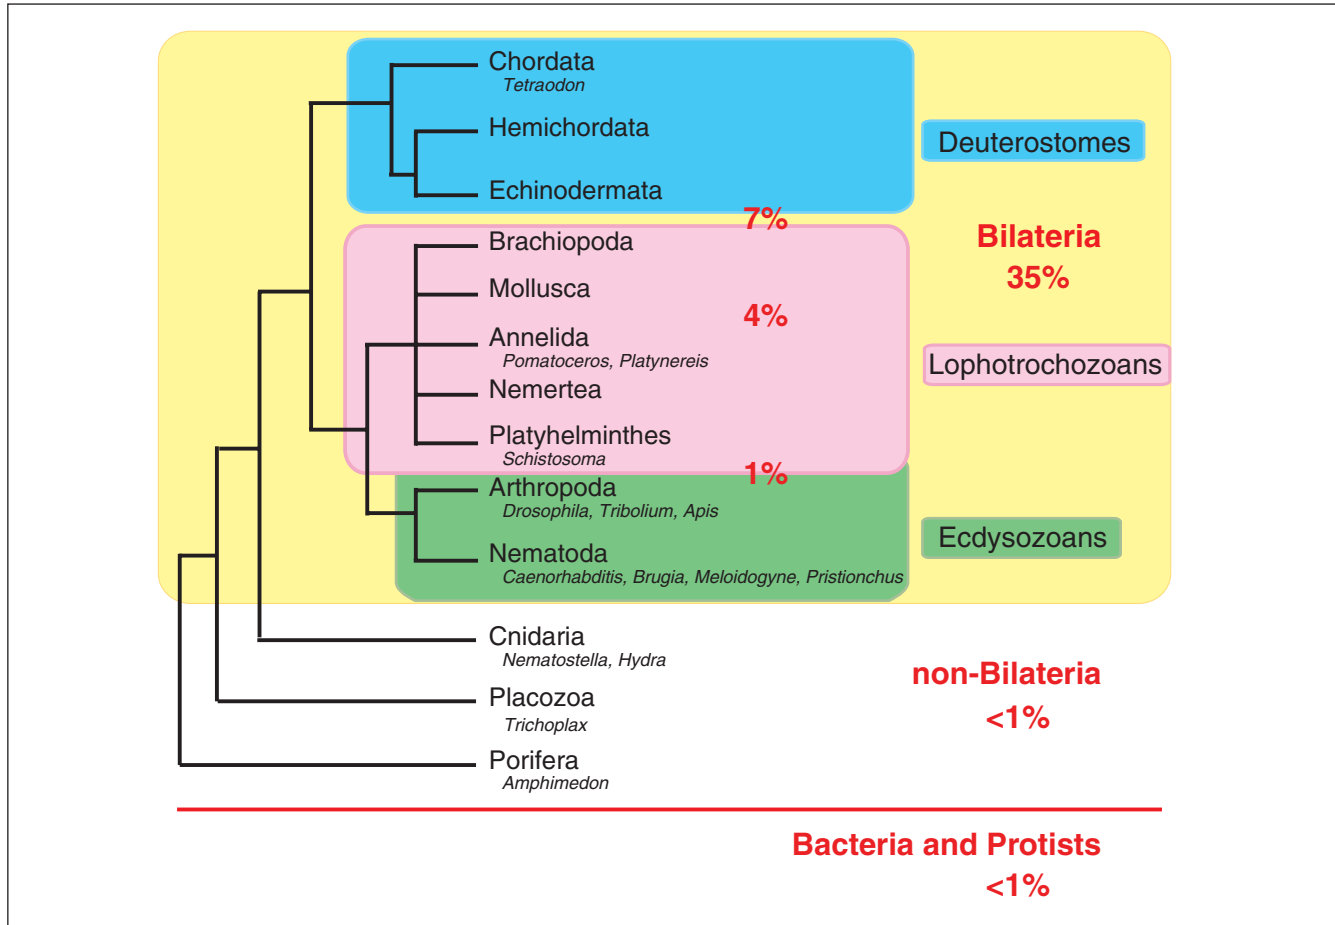 Chordata
Tetraodon
Hemichordata
Echinodermata
Deuterostomes
7%
Brachiopoda
Mollusca
4%
Annelida
Pomatoceros, Platynereis
Nemertea
Platyhelminthes
Schistosoma
Bilateria
35%
Lophotrochozoans
1%
Arthropoda
Drosophila, Tribolium, Apis
Nematoda
Caenorhabditis, Brugia, Meloidogyne, Pristionchus
Ecdysozoans
Cnidaria
Nematostella, Hydra
Placozoa
Trichoplax
Porifera
Amphimedon
non-Bilateria
<1%
Bacteria and Protists
<1%